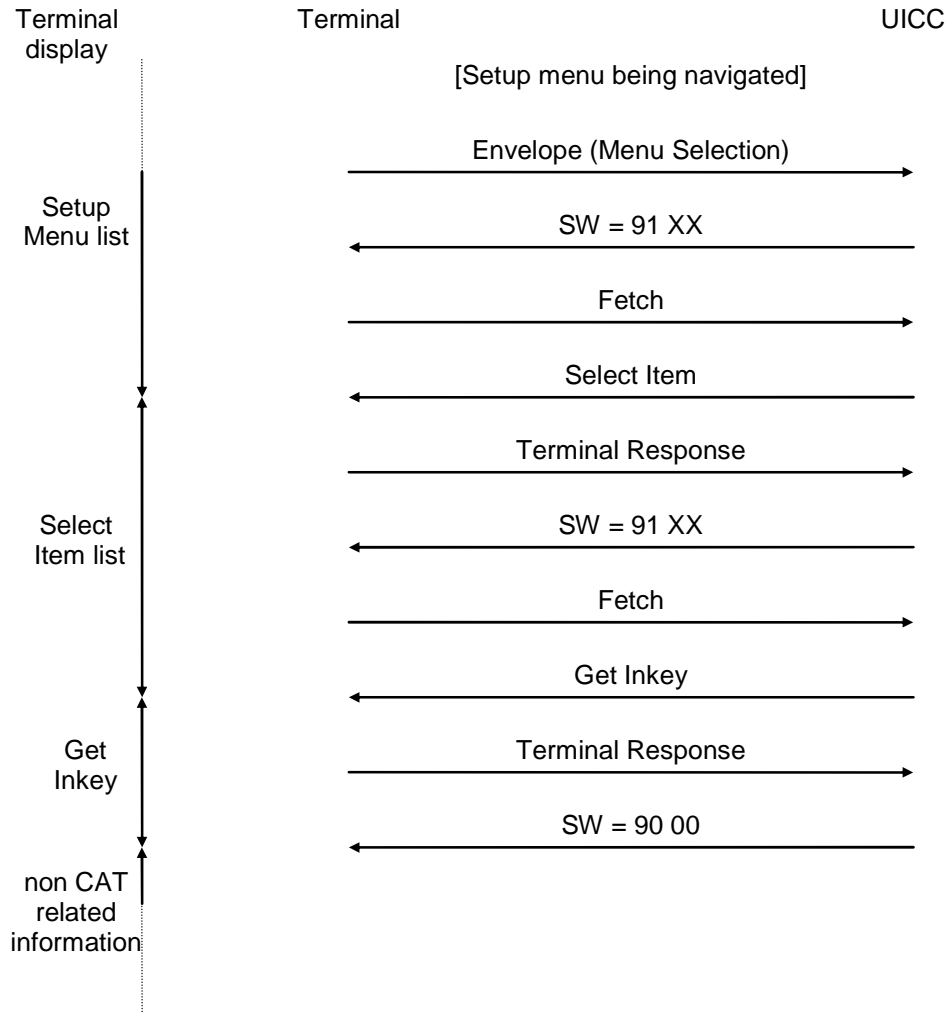 Terminal
display
Terminal
UICC
[Setup menu being navigated]
Envelope (Menu Selection)
Setup
Menu list
SW = 91 XX
Fetch
Select Item
Terminal Response
Select
Item list
SW = 91 XX
Fetch
Get Inkey
Get
Inkey
Terminal Response
SW = 90 00
non CAT
related
information